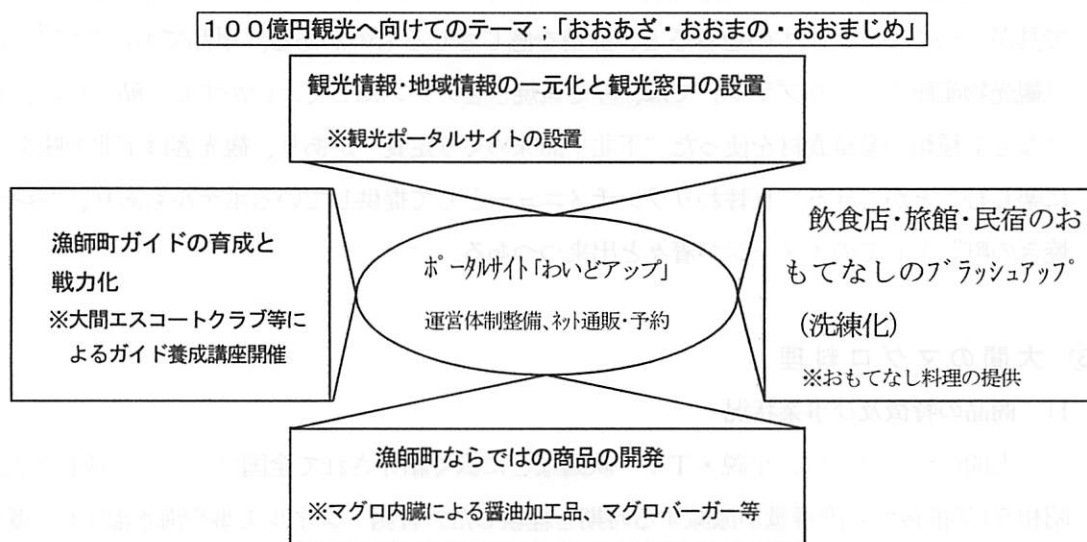 １００億円観光へ向けてのテーマ：「おおあざ・おおまの・おおまじめ」
観光情報・地域情報の一元化と観光窓口の設置
※観光ポータルサイトの設置
漁師町ガイドの育成と
戦力化
※大間エスコートクラブ等に
よるガイド養成講座開催
ﾎﾟｰﾀﾙｻｲﾄ「わいどアップ」
運営体制整備、ﾈｯﾄ通販・予約
飲食店・旅館・民宿のお
もてなしのﾌﾞﾗｯｼｭｱｯﾌﾟ
（洗練化）
※おもてなし料理の提供
漁師町ならではの商品の開発
※マグロ内臓による醤油加工品、マグロバーガー等